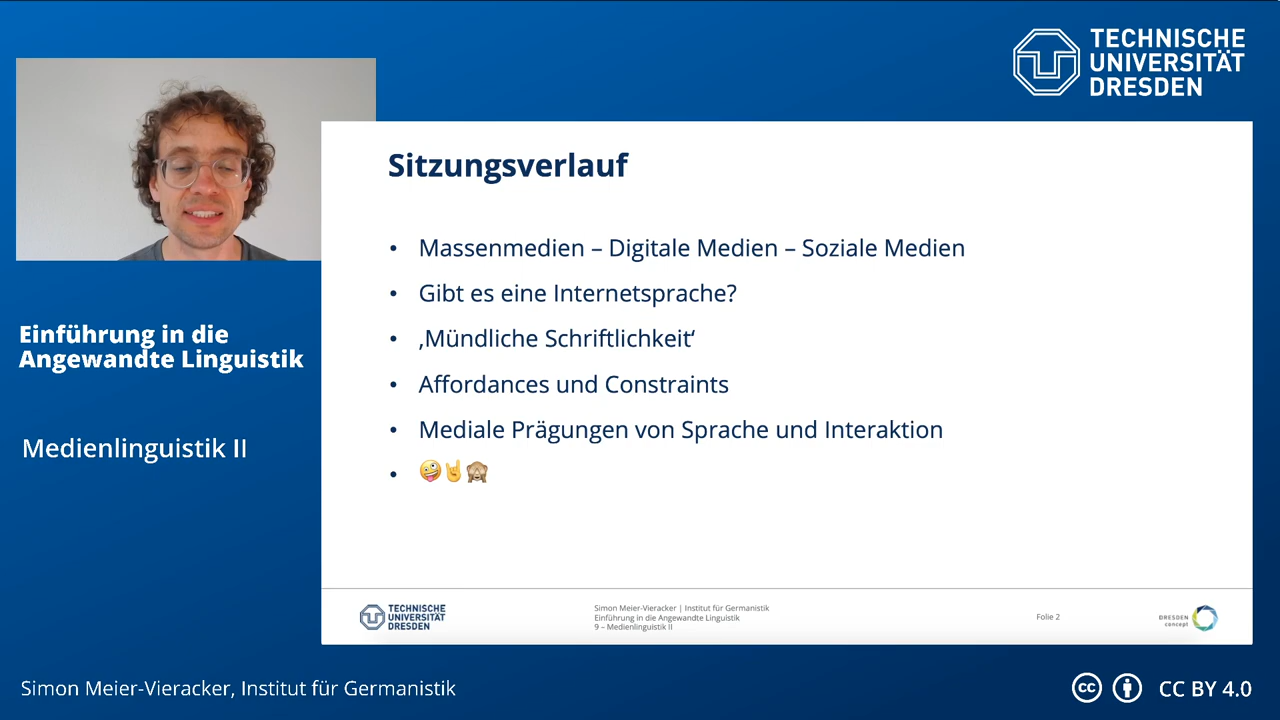 TECHNISCHE
UNIVERSITÄT
DRESDEN
Sitzungsverlauf
• Massenmedien – Digitale Medien – Soziale Medien
• Gibt es eine Internetsprache?
• ‚Mündliche Schriftlichkeit‘
• Affordances und Constraints
• Mediale Prägungen von Sprache und Interaktion
• 🤪🤘🙈
Einführung in die
Angewandte Linguistik
Medienlinguistik II
TECHNISCHE
UNIVERSITÄT
DRESDEN
Simon Meier-Vieracker | Institut für Germanistik
Einführung in die Angewandte Linguistik
9 – Medienlinguistik II
Folie 2
DRESDEN
concept
Simon Meier-Vieracker, Institut für Germanistik
cc
CC BY 4.0